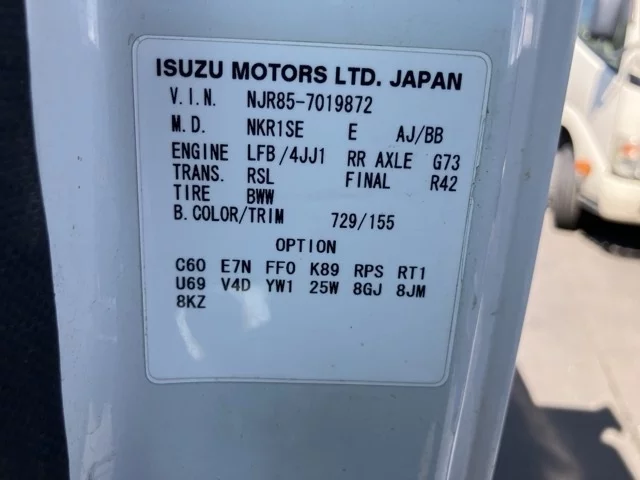 ISUZU MOTORS LTD. JAPAN
V.I.N. NJR85-7019872
M.D. NKR1SE E AJ/BB
ENGINE LFB/4JJ1 RR AXLE G73
TRANS. RSL FINAL R42
TIRE BWW
B.COLOR/TRIM 729/155
OPTION
C60 E7N FF0 K89 RPS RT1
U69 V4D YW1 25W 8GJ 8JM
8KZ